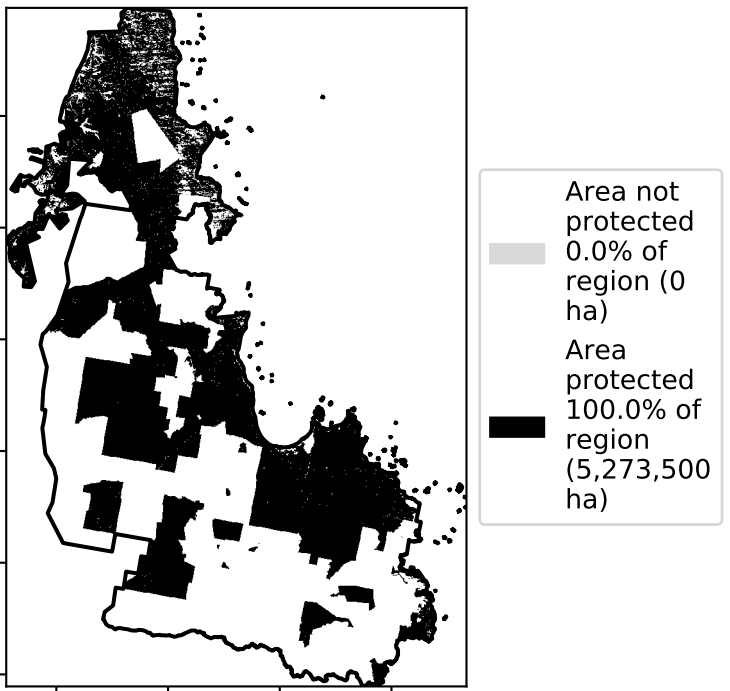 Area not
protected
0.0% of
region (0
ha)
Area
protected
100.0% of
region
(5,273,500
ha)